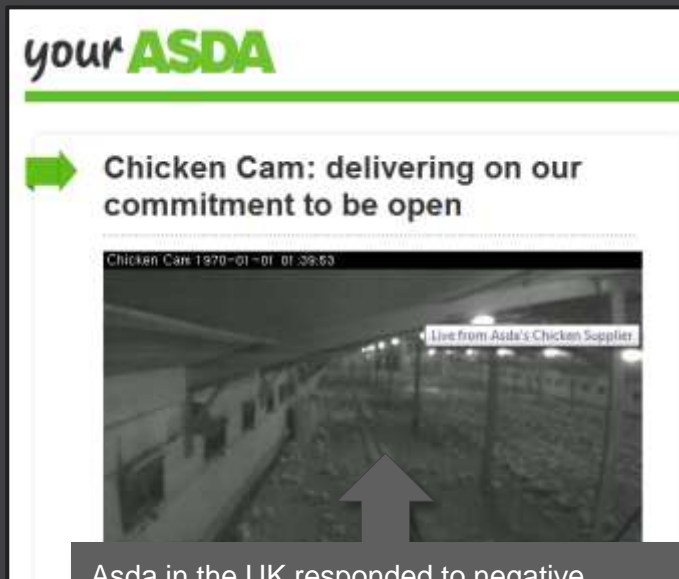 your ASDA
Chicken Cam: delivering on our
commitment to be open
Chicken Cam 1970-01-01 01:39:53
Live from Asda's Chicken Supplier
Asda in the UK responded to negative